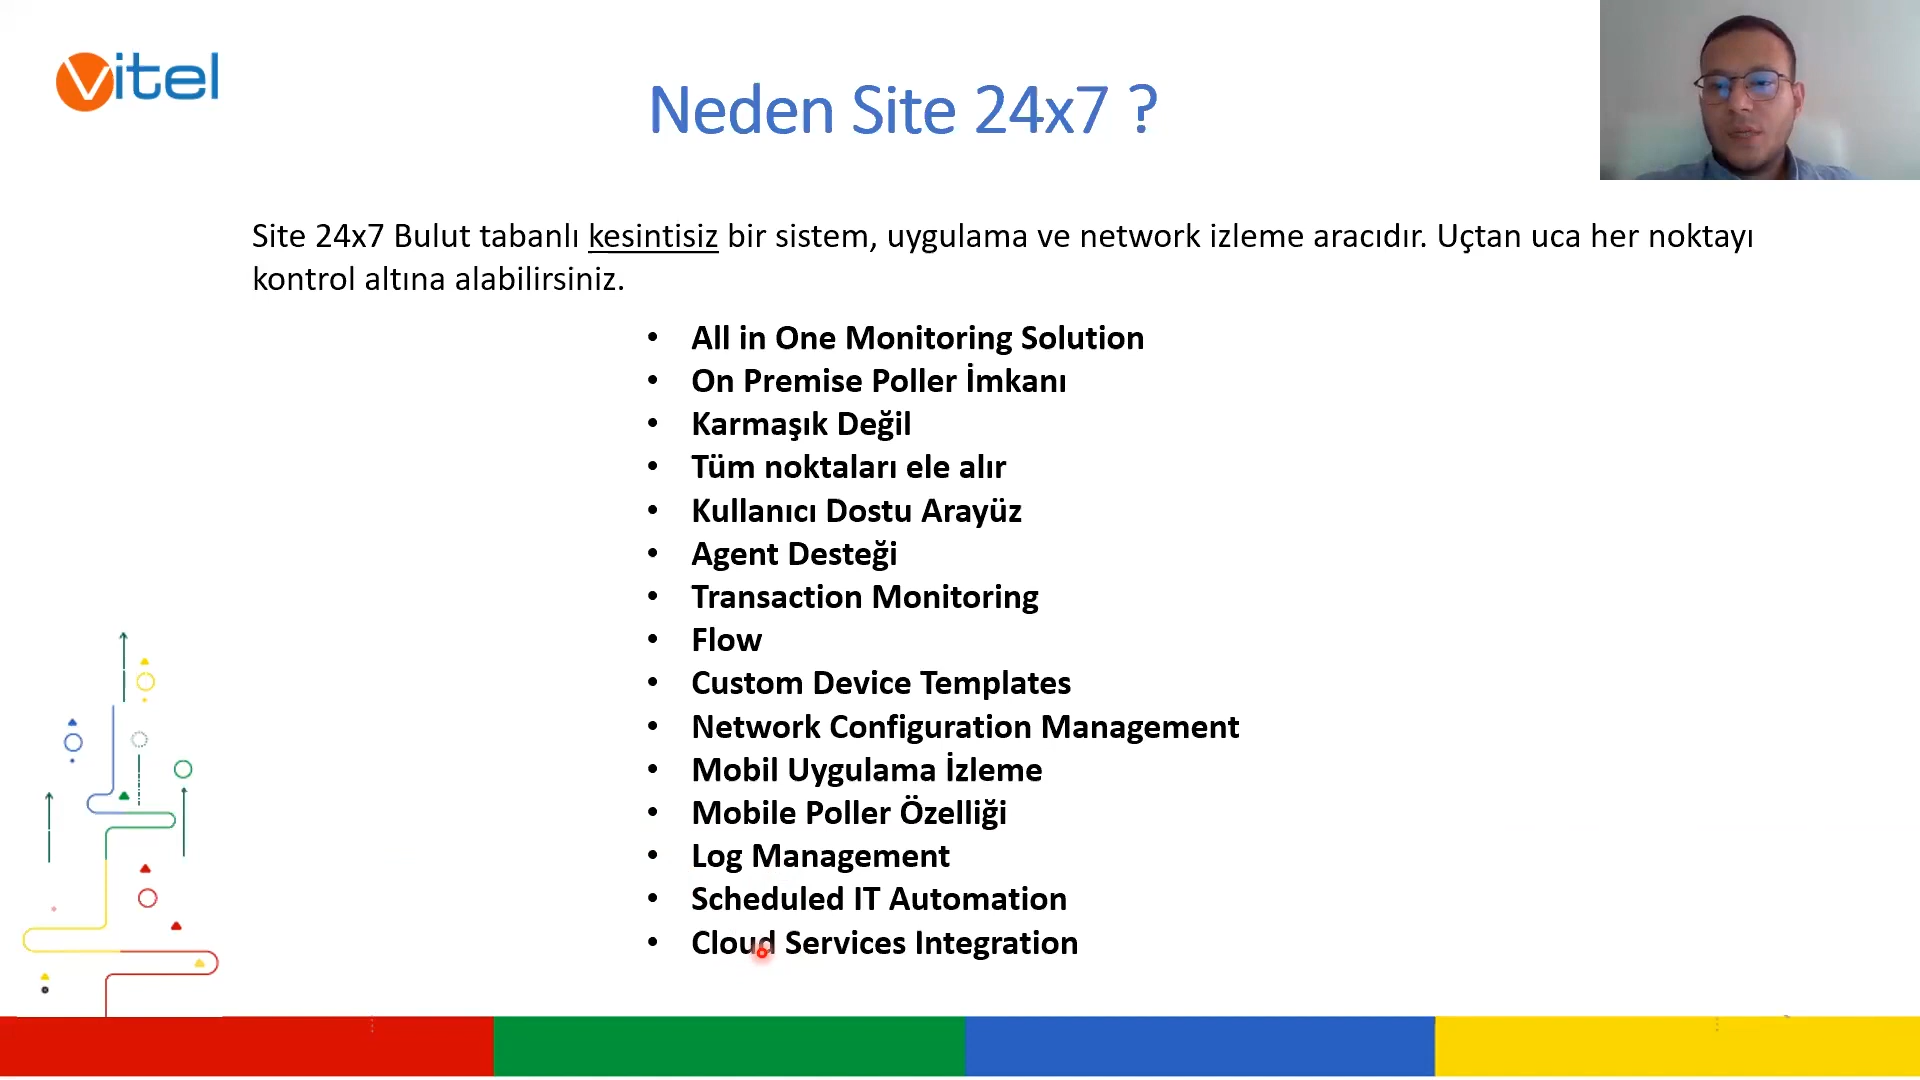 vitel
Neden Site 24x7 ?
Site 24x7 Bulut tabanlı kesintisiz bir sistem, uygulama ve network izleme aracıdır. Uçtan uca her noktayı
kontrol altına alabilirsiniz.
• All in One Monitoring Solution
• On Premise Poller İmkanı
• Karmaşık Değil
• Tüm noktaları ele alır
• Kullanıcı Dostu Arayüz
• Agent Desteği
• Transaction Monitoring
• Flow
• Custom Device Templates
• Network Configuration Management
• Mobil Uygulama İzleme
• Mobile Poller Özelliği
• Log Management
• Scheduled IT Automation
• Cloud Services Integration